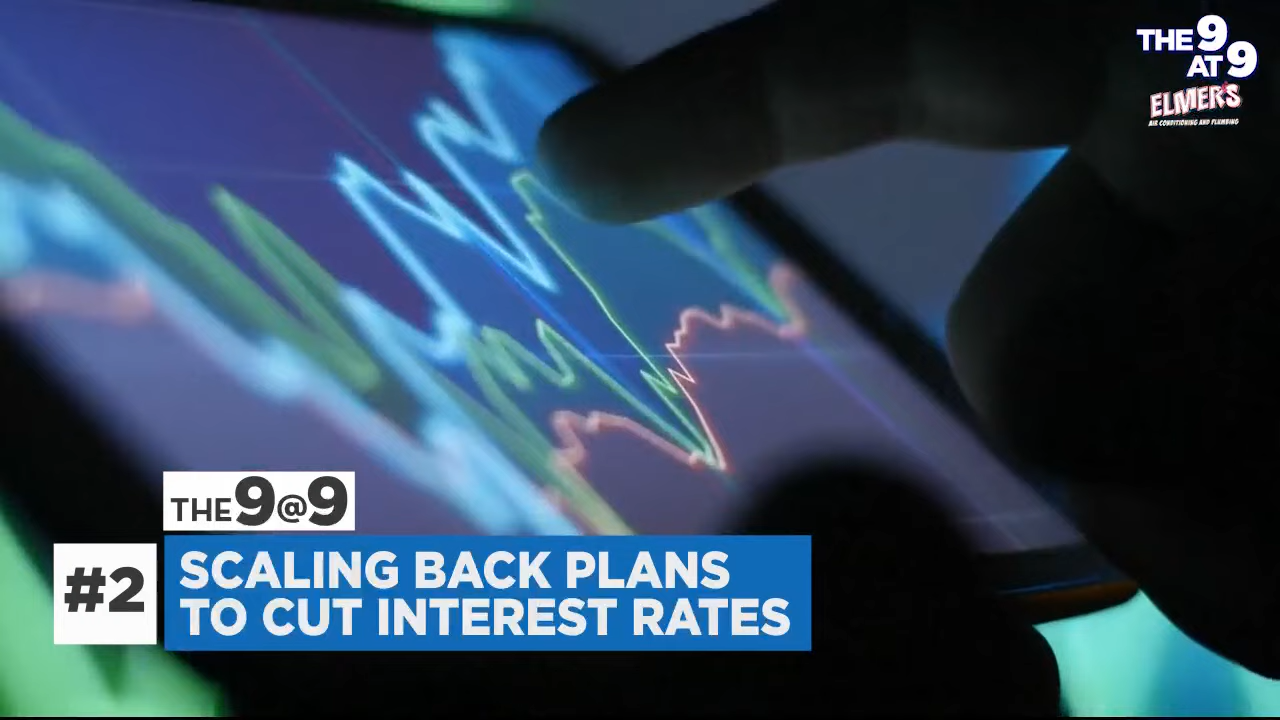 THE 9
AT 9
ELMER'S
AIR CONDITIONING AND PLUMBING
THE 9@9
#2
SCALING BACK PLANS
TO CUT INTEREST RATES